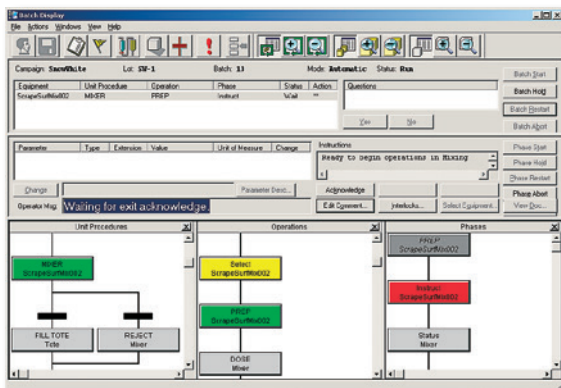 Batch Display
File Actions Windows View Help
Campaign: SnowWhite Lot: SW-1 Batch: 13 Mode: Automatic Status: Run
Equipment Unit Procedure Operation Phase Status Action
ScrapeSurfMix002 MIXER PREP Instruct Wait **
Questions
Yes No
Batch Start
Batch Hold
Batch Restart
Batch Abort
Parameter Type Extension Value Unit of Measure Change
Instructions
Ready to begin operations in Mixing
Change Parameter Desc... Acknowledge
Operator Msg: Waiting for exit acknowledge.
Edit Comment... Interlocks... Select Equipment...
Phase Start
Phase Hold
Phase Restart
Phase Abort
View Doc...
Unit Procedures
MIXER
ScrapeSurfMix002
FILL TOTE
Tote
REJECT
Mixer
Operations
Select
ScrapeSurfMix002
PREP
ScrapeSurfMix002
DOSE
Mixer
Phases
PREP
ScrapeSurfMix002
Instruct
ScrapeSurfMix002
Status
Mixer